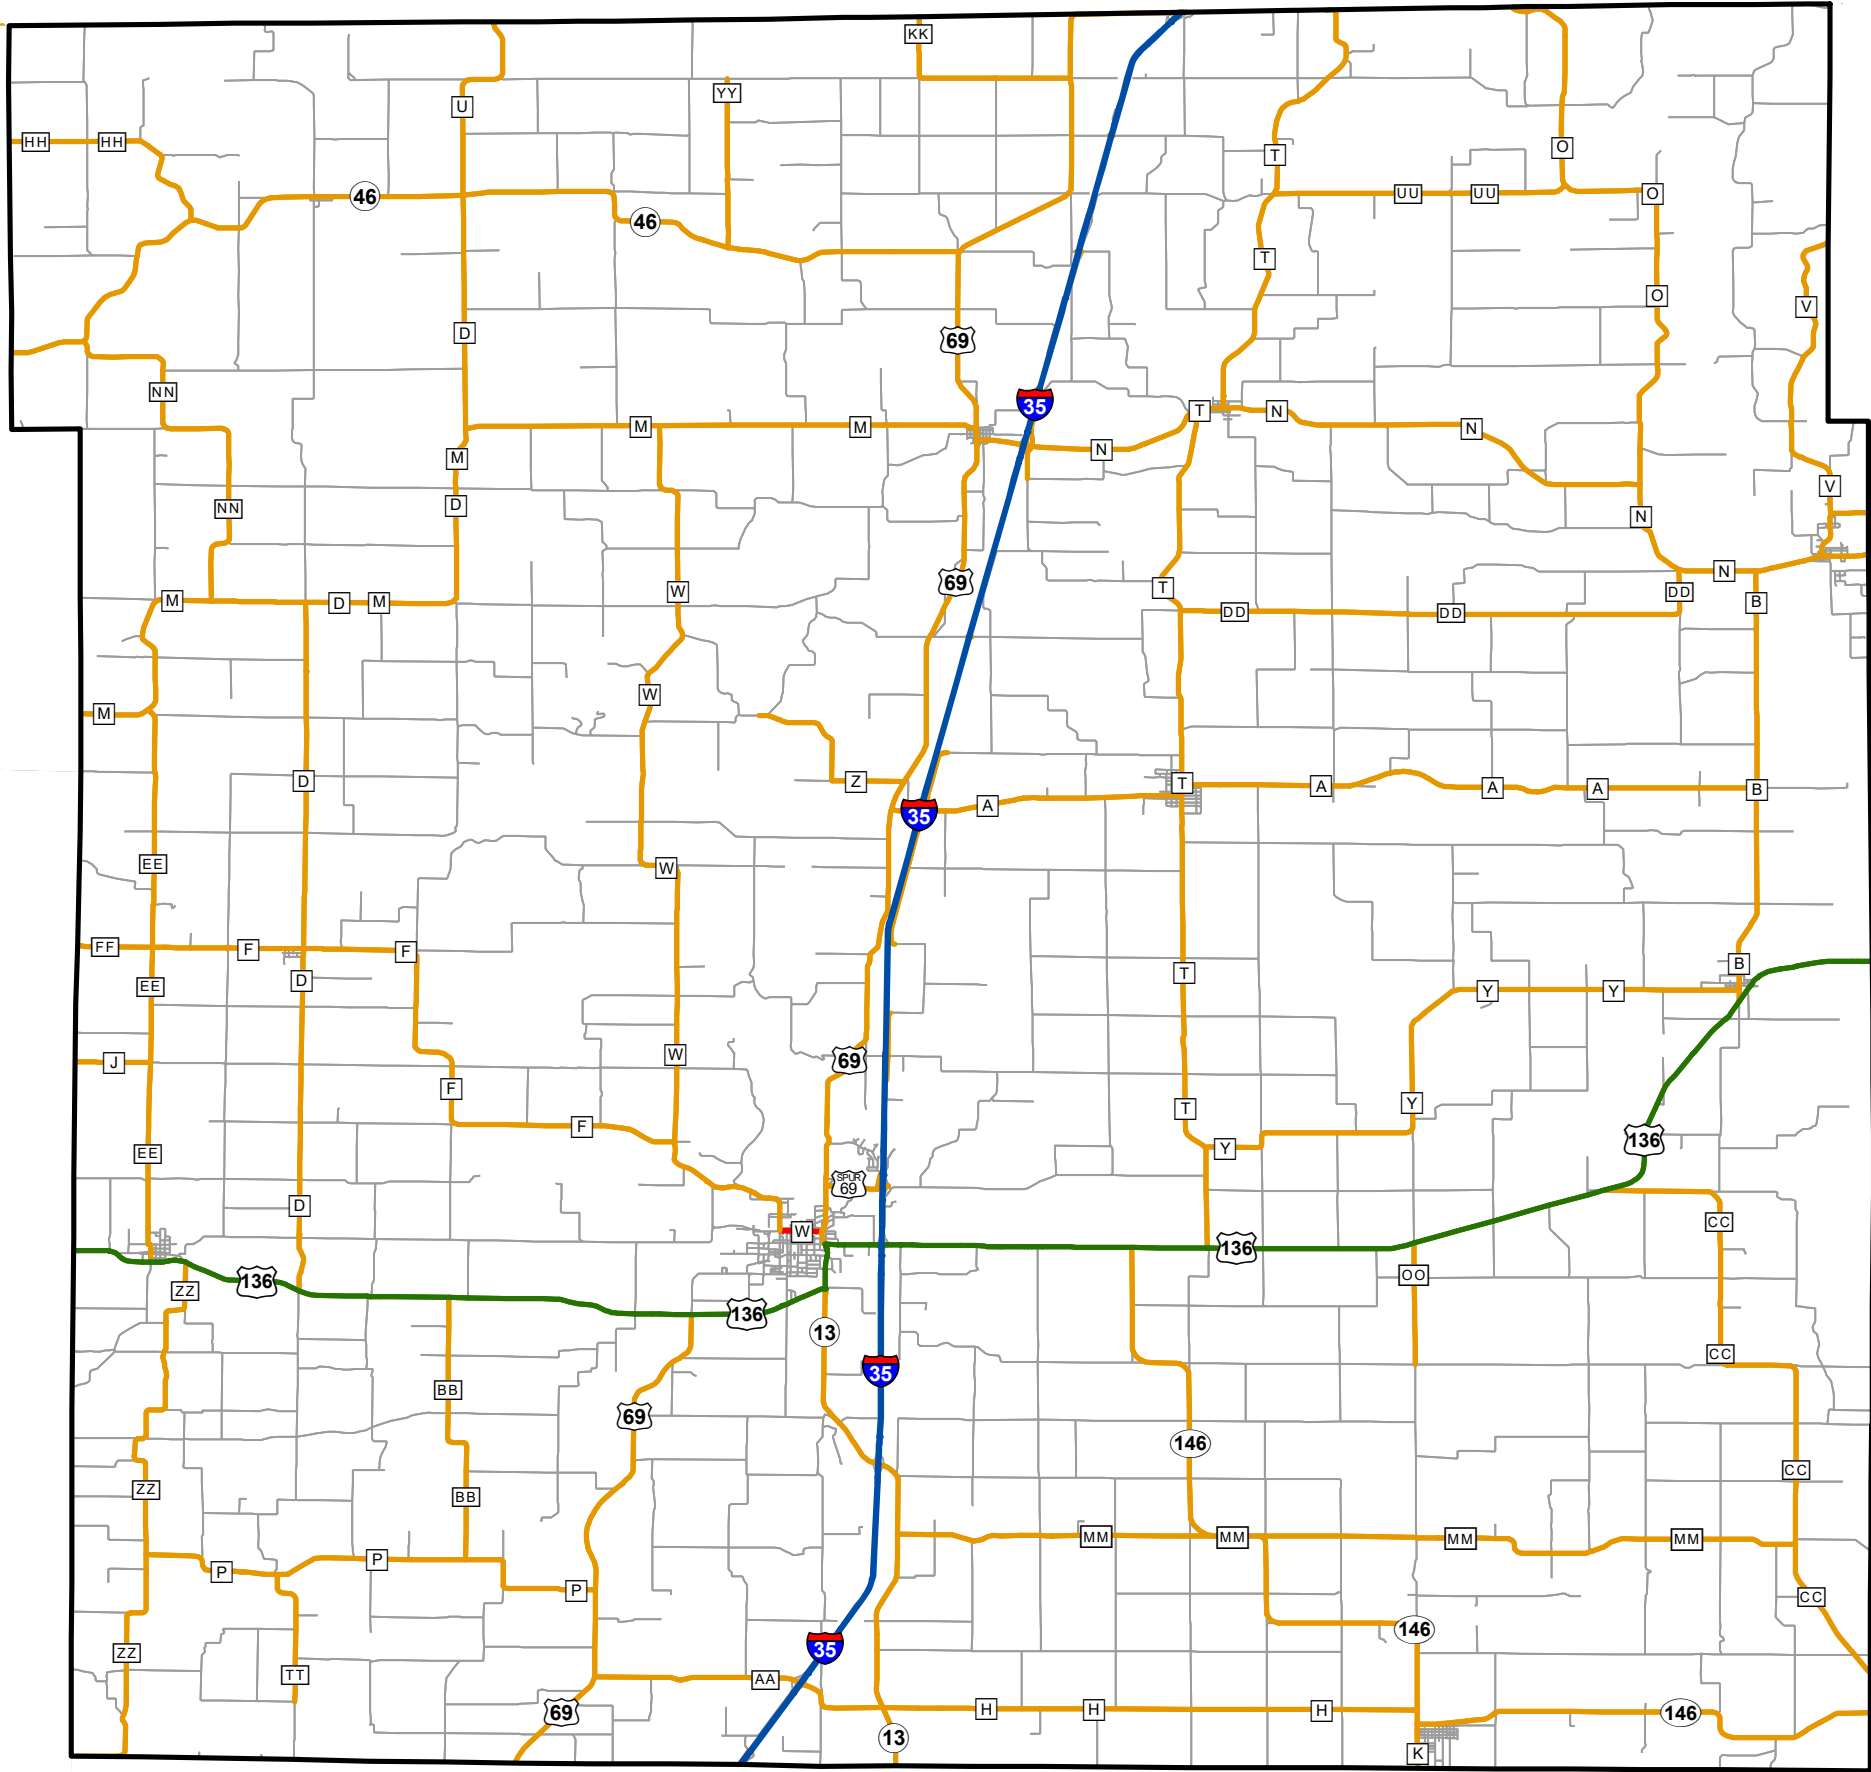 KK
YY
U
HH HH
T
O
46
UU UU O
46
T
O
V
69
D
NN
35
T N
M M
N
N
M
V
D
NN
N
69
N
T
W
DD
M D M
B
DD DD
W
M
D
Z
T
A A A B
A
35
EE
W
FF F F
B
T
D
EE
Y Y
W
69
J
F
Y
T
F
136
Y
EE
SPUR
69
D
CC
W
136
OO
136
ZZ
136
13
CC
35
BB
69
146
CC
ZZ
BB
MM MM MM MM
P
P
P
CC
146
35
ZZ
TT
AA
H H H
69
146
13
K